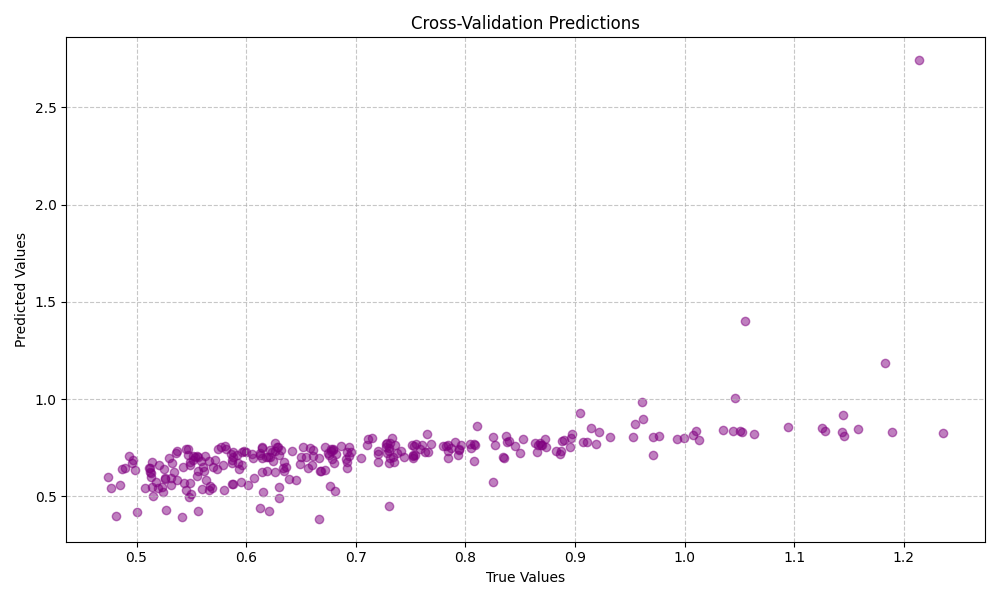 Cross-Validation Predictions
Predicted Values
2.5
2.0
1.5
1.0
0.5
0.5 0.6 0.7 0.8 0.9 1.0 1.1 1.2
True Values